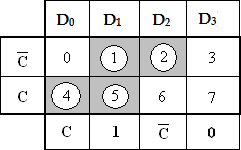 D₀ D₁ D₂ D₃
C̅ 0 1 2 3
C 4 5 6 7
C 1 C̅ 0